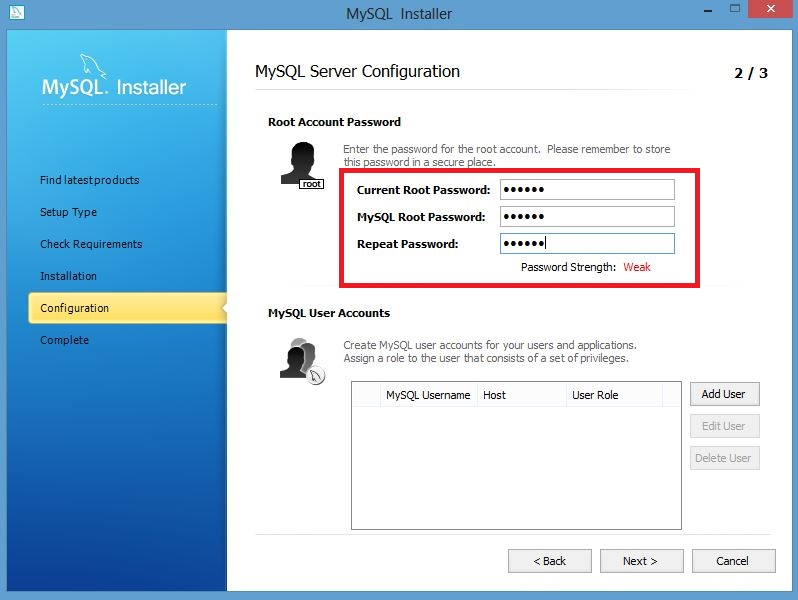 MySQL Installer
MySQL. Installer
Find latest products
Setup Type
Check Requirements
Installation
Configuration
Complete
MySQL Server Configuration
2 / 3
Root Account Password
Enter the password for the root account. Please remember to store
this password in a secure place.
root
Current Root Password: ●●●●●●
MySQL Root Password: ●●●●●●
Repeat Password: ●●●●●●
Password Strength: Weak
MySQL User Accounts
Create MySQL user accounts for your users and applications.
Assign a role to the user that consists of a set of privileges.
MySQL Username Host User Role
Add User
Edit User
Delete User
< Back Next > Cancel